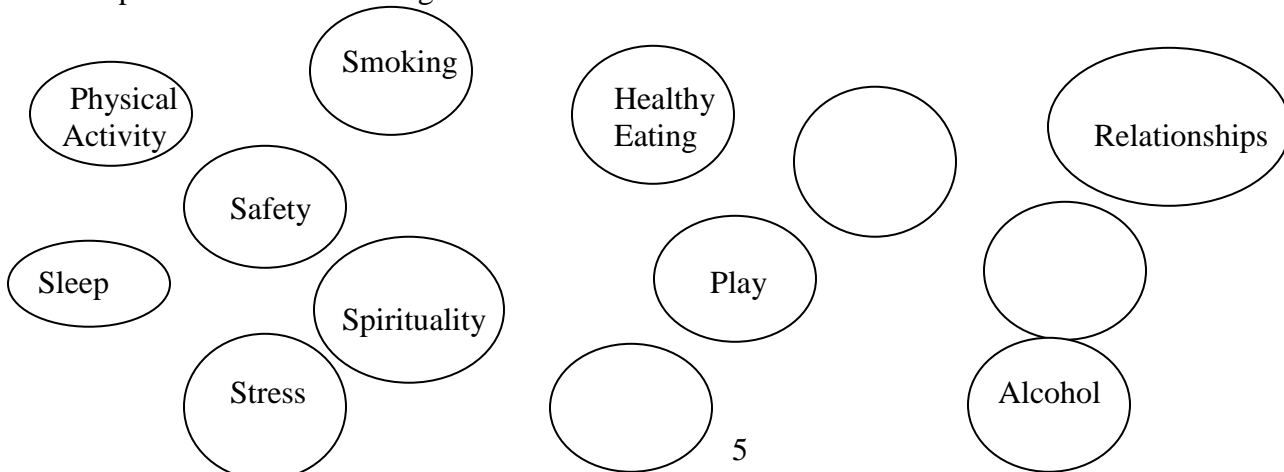 Smoking
Physical
Activity
Healthy
Eating
Relationships
Safety
Sleep
Play
Spirituality
Stress
Alcohol
5